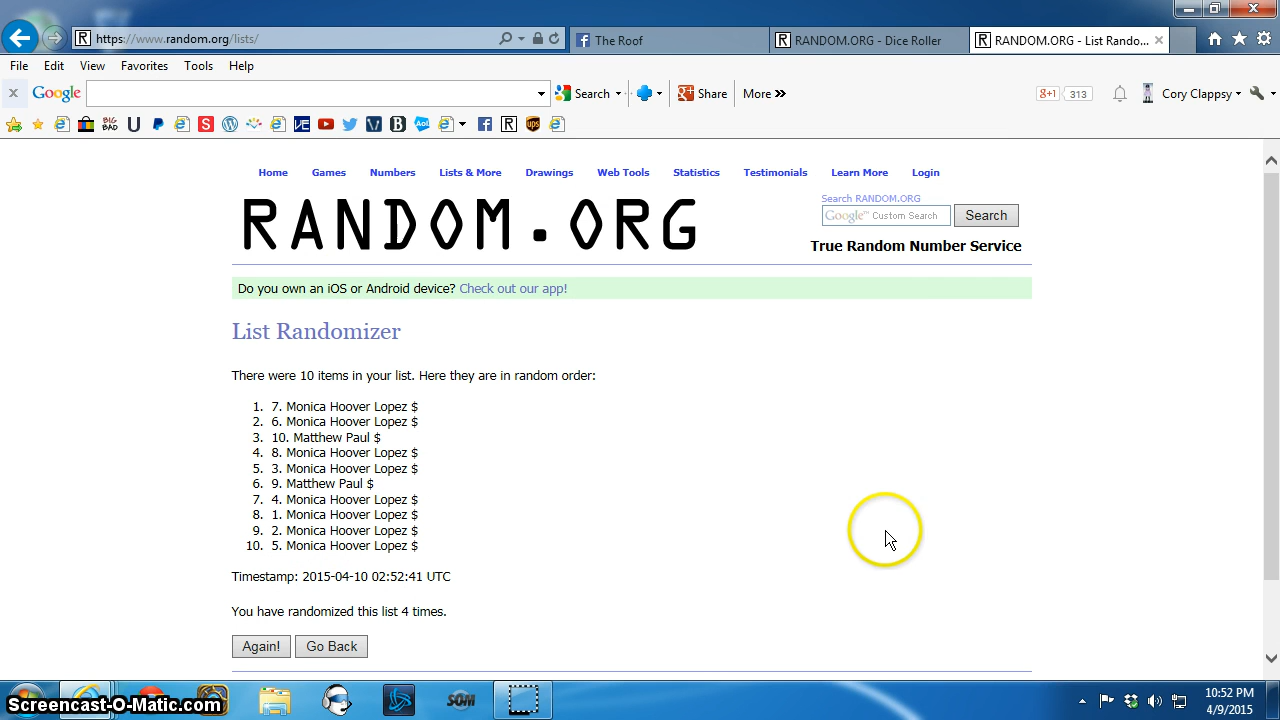 https://www.random.org/lists/
The Roof
RANDOM.ORG - Dice Roller
RANDOM.ORG - List Rando...
File Edit View Favorites Tools Help
Google
Search
Share
More
313
Cory Clappsy
Home Games Numbers Lists & More Drawings Web Tools Statistics Testimonials Learn More Login
RANDOM.ORG
Search RANDOM.ORG
Google™ Custom Search
Search
True Random Number Service
Do you own an iOS or Android device? Check out our app!
List Randomizer
There were 10 items in your list. Here they are in random order:
1. 7. Monica Hoover Lopez $
2. 6. Monica Hoover Lopez $
3. 10. Matthew Paul $
4. 8. Monica Hoover Lopez $
5. 3. Monica Hoover Lopez $
6. 9. Matthew Paul $
7. 4. Monica Hoover Lopez $
8. 1. Monica Hoover Lopez $
9. 2. Monica Hoover Lopez $
10. 5. Monica Hoover Lopez $
Timestamp: 2015-04-10 02:52:41 UTC
You have randomized this list 4 times.
Again! Go Back
Screencast-O-Matic.com
SOM
10:52 PM
4/9/2015